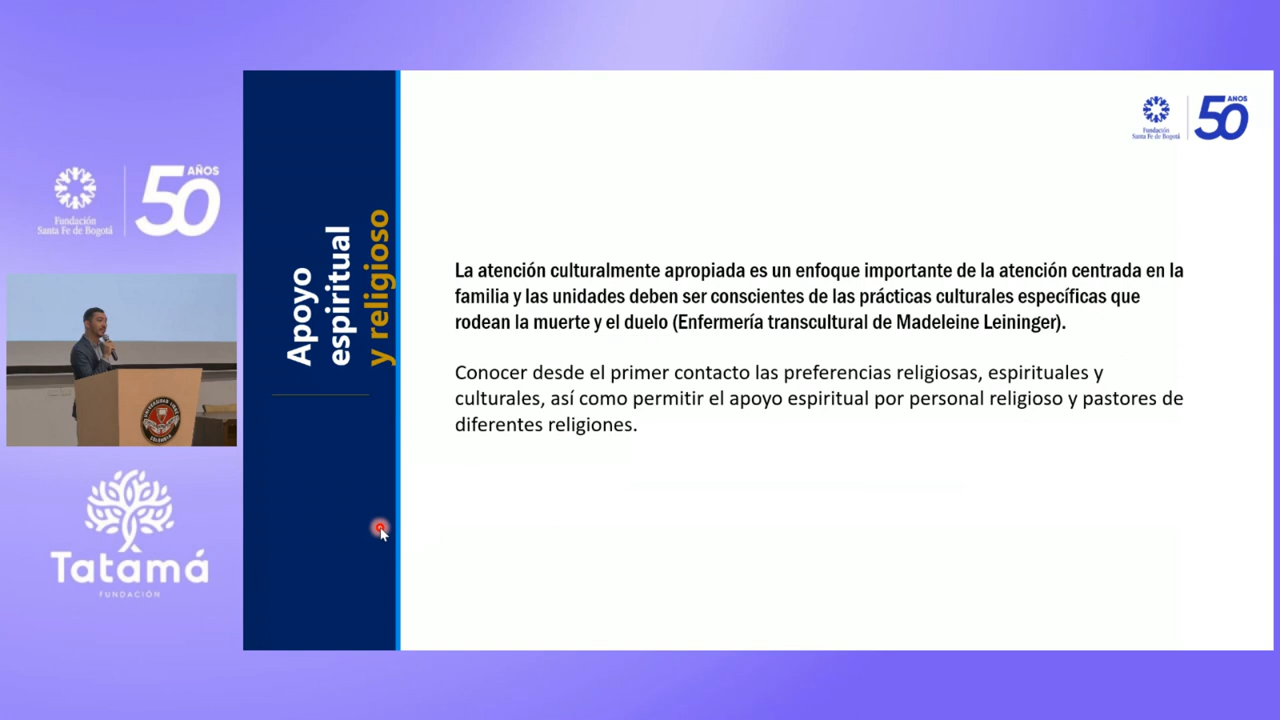 Fundación
Santa Fe de Bogotá
50
AÑOS
UNIVERSIDAD LIBRE
COLOMBIA
Tatamá
FUNDACIÓN
Apoyo
espiritual
y religioso
Fundación
Santa Fe de Bogotá
50
AÑOS
La atención culturalmente apropiada es un enfoque importante de la atención centrada en la
familia y las unidades deben ser conscientes de las prácticas culturales específicas que
rodean la muerte y el duelo (Enfermería transcultural de Madeleine Leininger).
Conocer desde el primer contacto las preferencias religiosas, espirituales y
culturales, así como permitir el apoyo espiritual por personal religioso y pastores de
diferentes religiones.